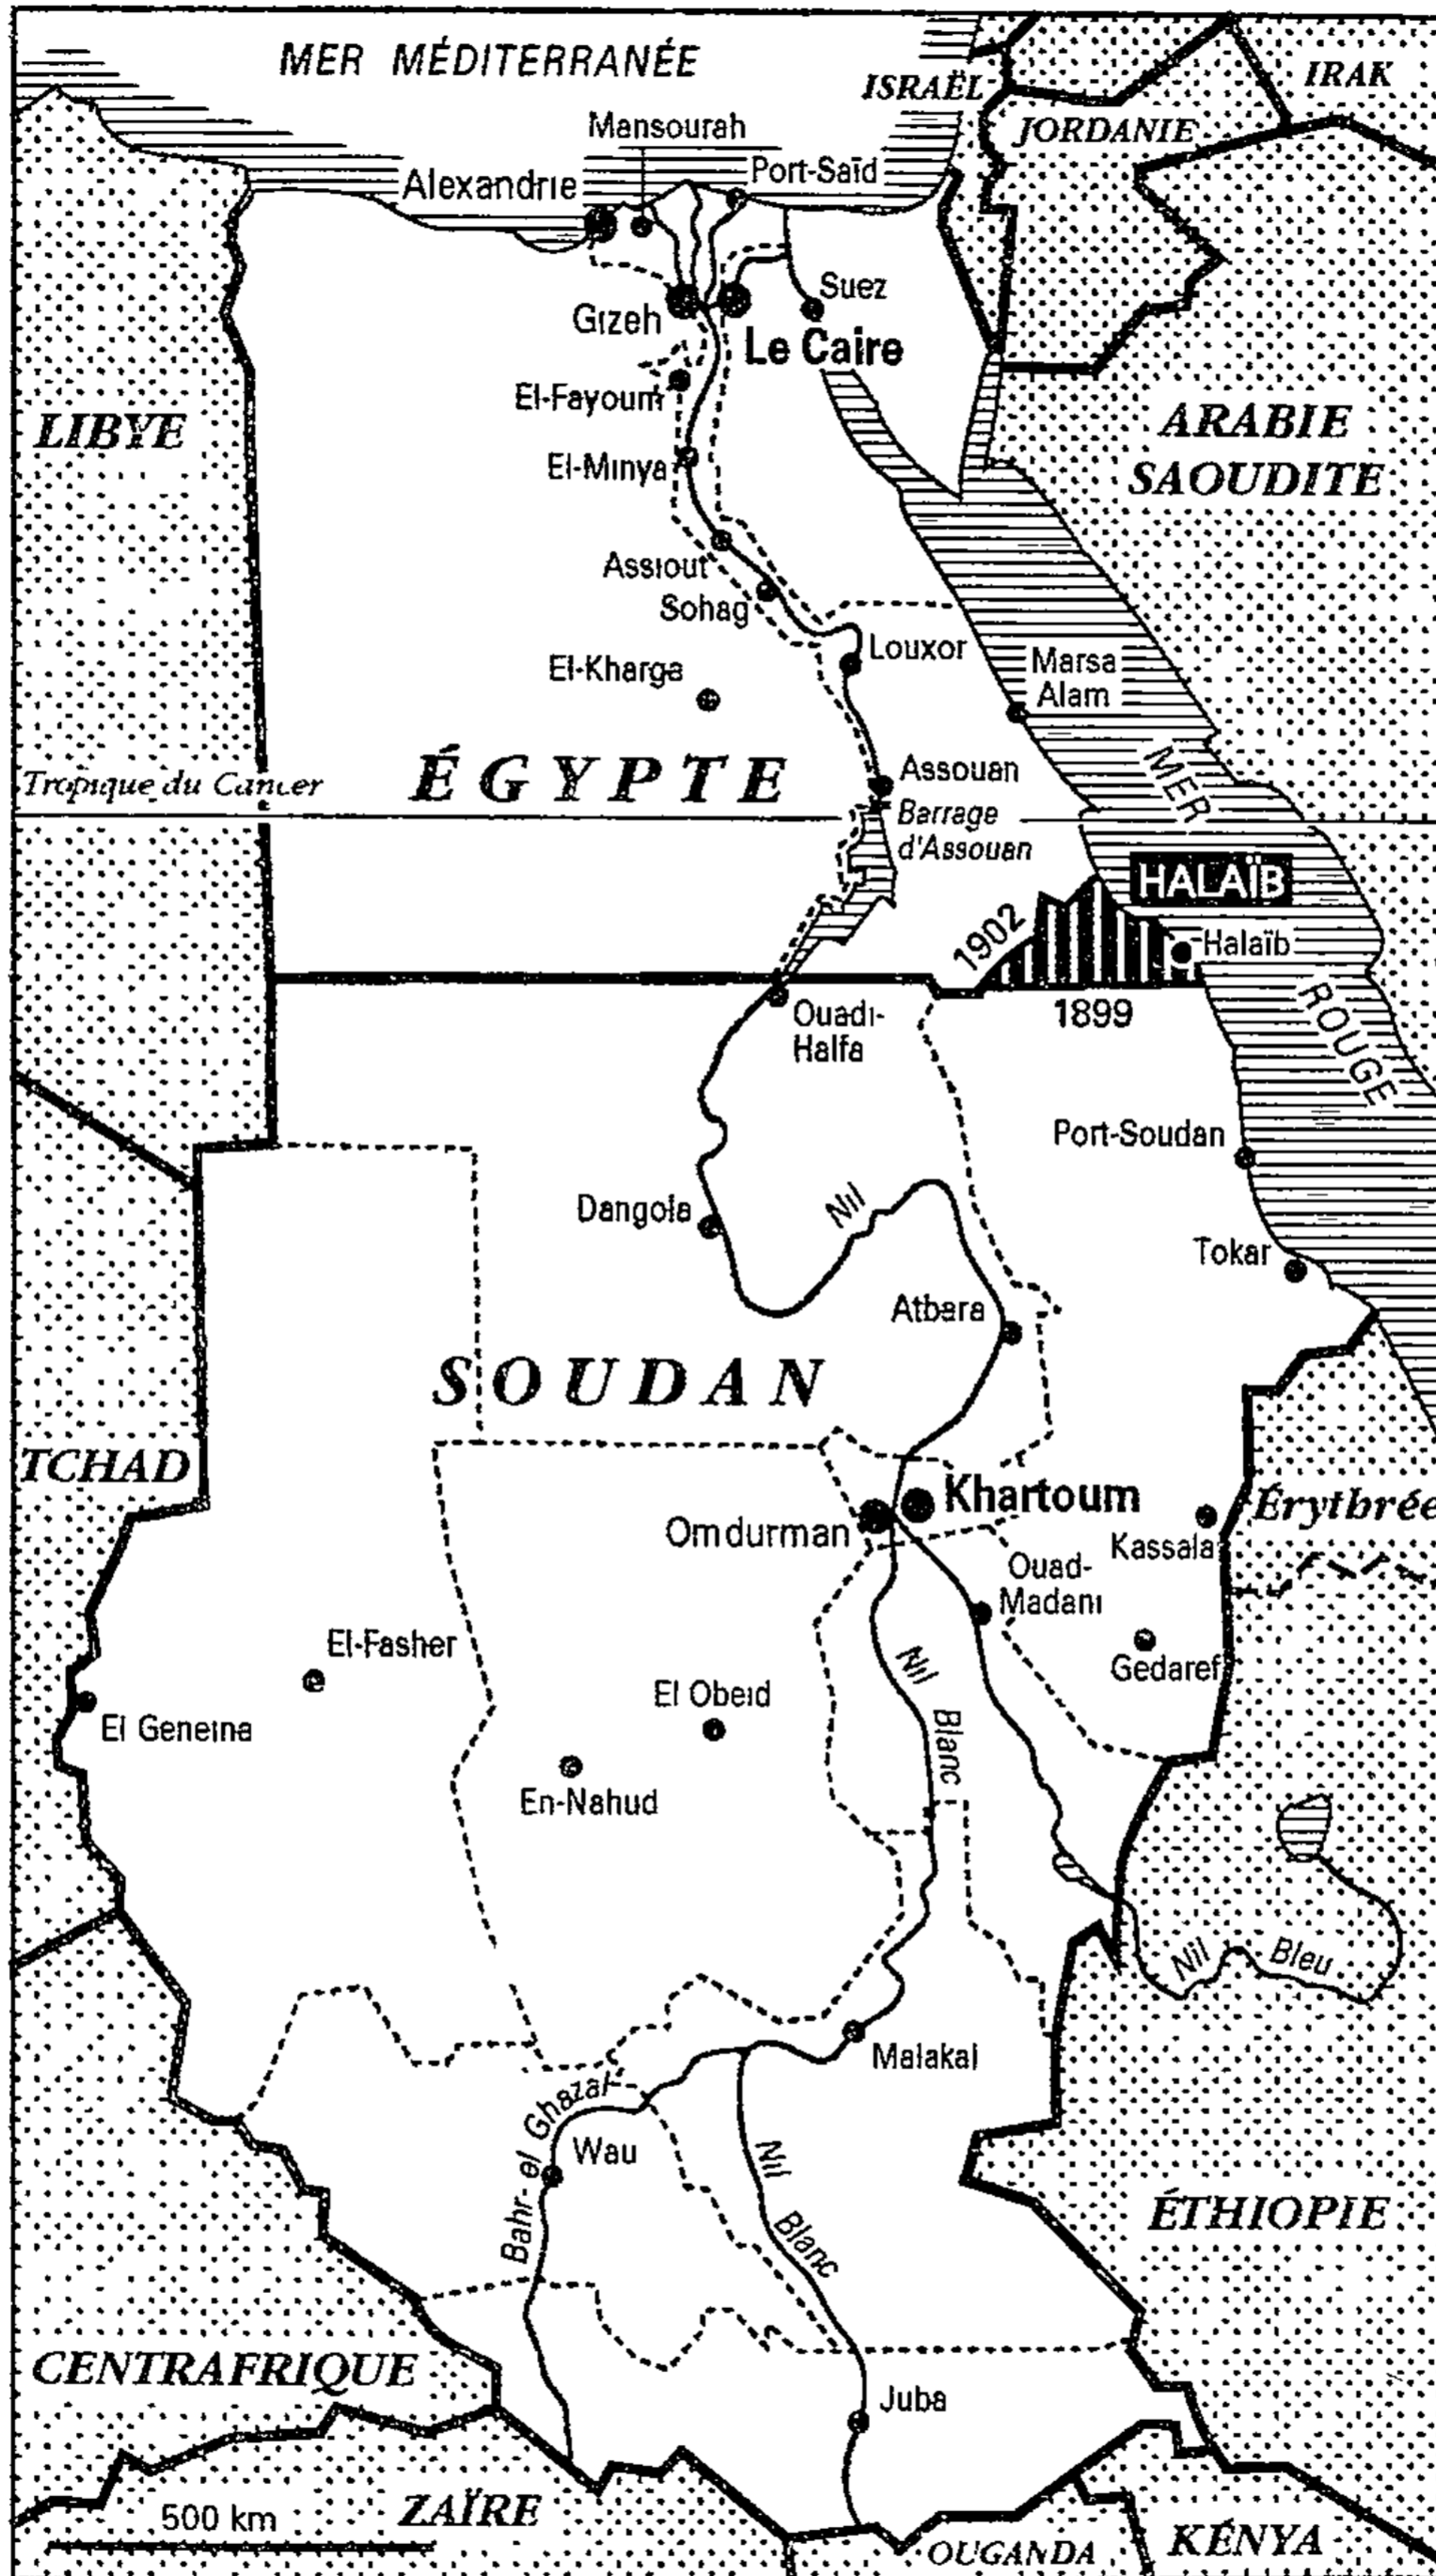 MER MÉDITERRANÉE
ISRAËL
IRAK
JORDANIE
Mansourah
Port-Saïd
Alexandrie
Suez
Gizeh
Le Caire
El-Fayoum
LIBYE
ARABIE
SAOUDITE
El-Minya
Assiout
Sohag
Louxor
El-Kharga
Marsa
Alam
ÉGYPTE
Assouan
Tropique du Cancer
Barrage
d'Assouan
MER
ROUGE
HALAÏB
1902
Halaïb
1899
Ouadi-
Halfa
Port-Soudan
Dangola
Nil
Tokar
Atbara
SOUDAN
TCHAD
Khartoum
Érythrée
Omdurman
Kassala
Ouad-
Madani
El-Fasher
Nil
Blanc
Gedaref
El Obeid
El Geneina
En-Nahud
Nil
Bleu
Malakal
Bahr-el Ghazal
Wau
Nil
Blanc
ÉTHIOPIE
CENTRAFRIQUE
Juba
500 km
ZAÏRE
OUGANDA
KÉNYA